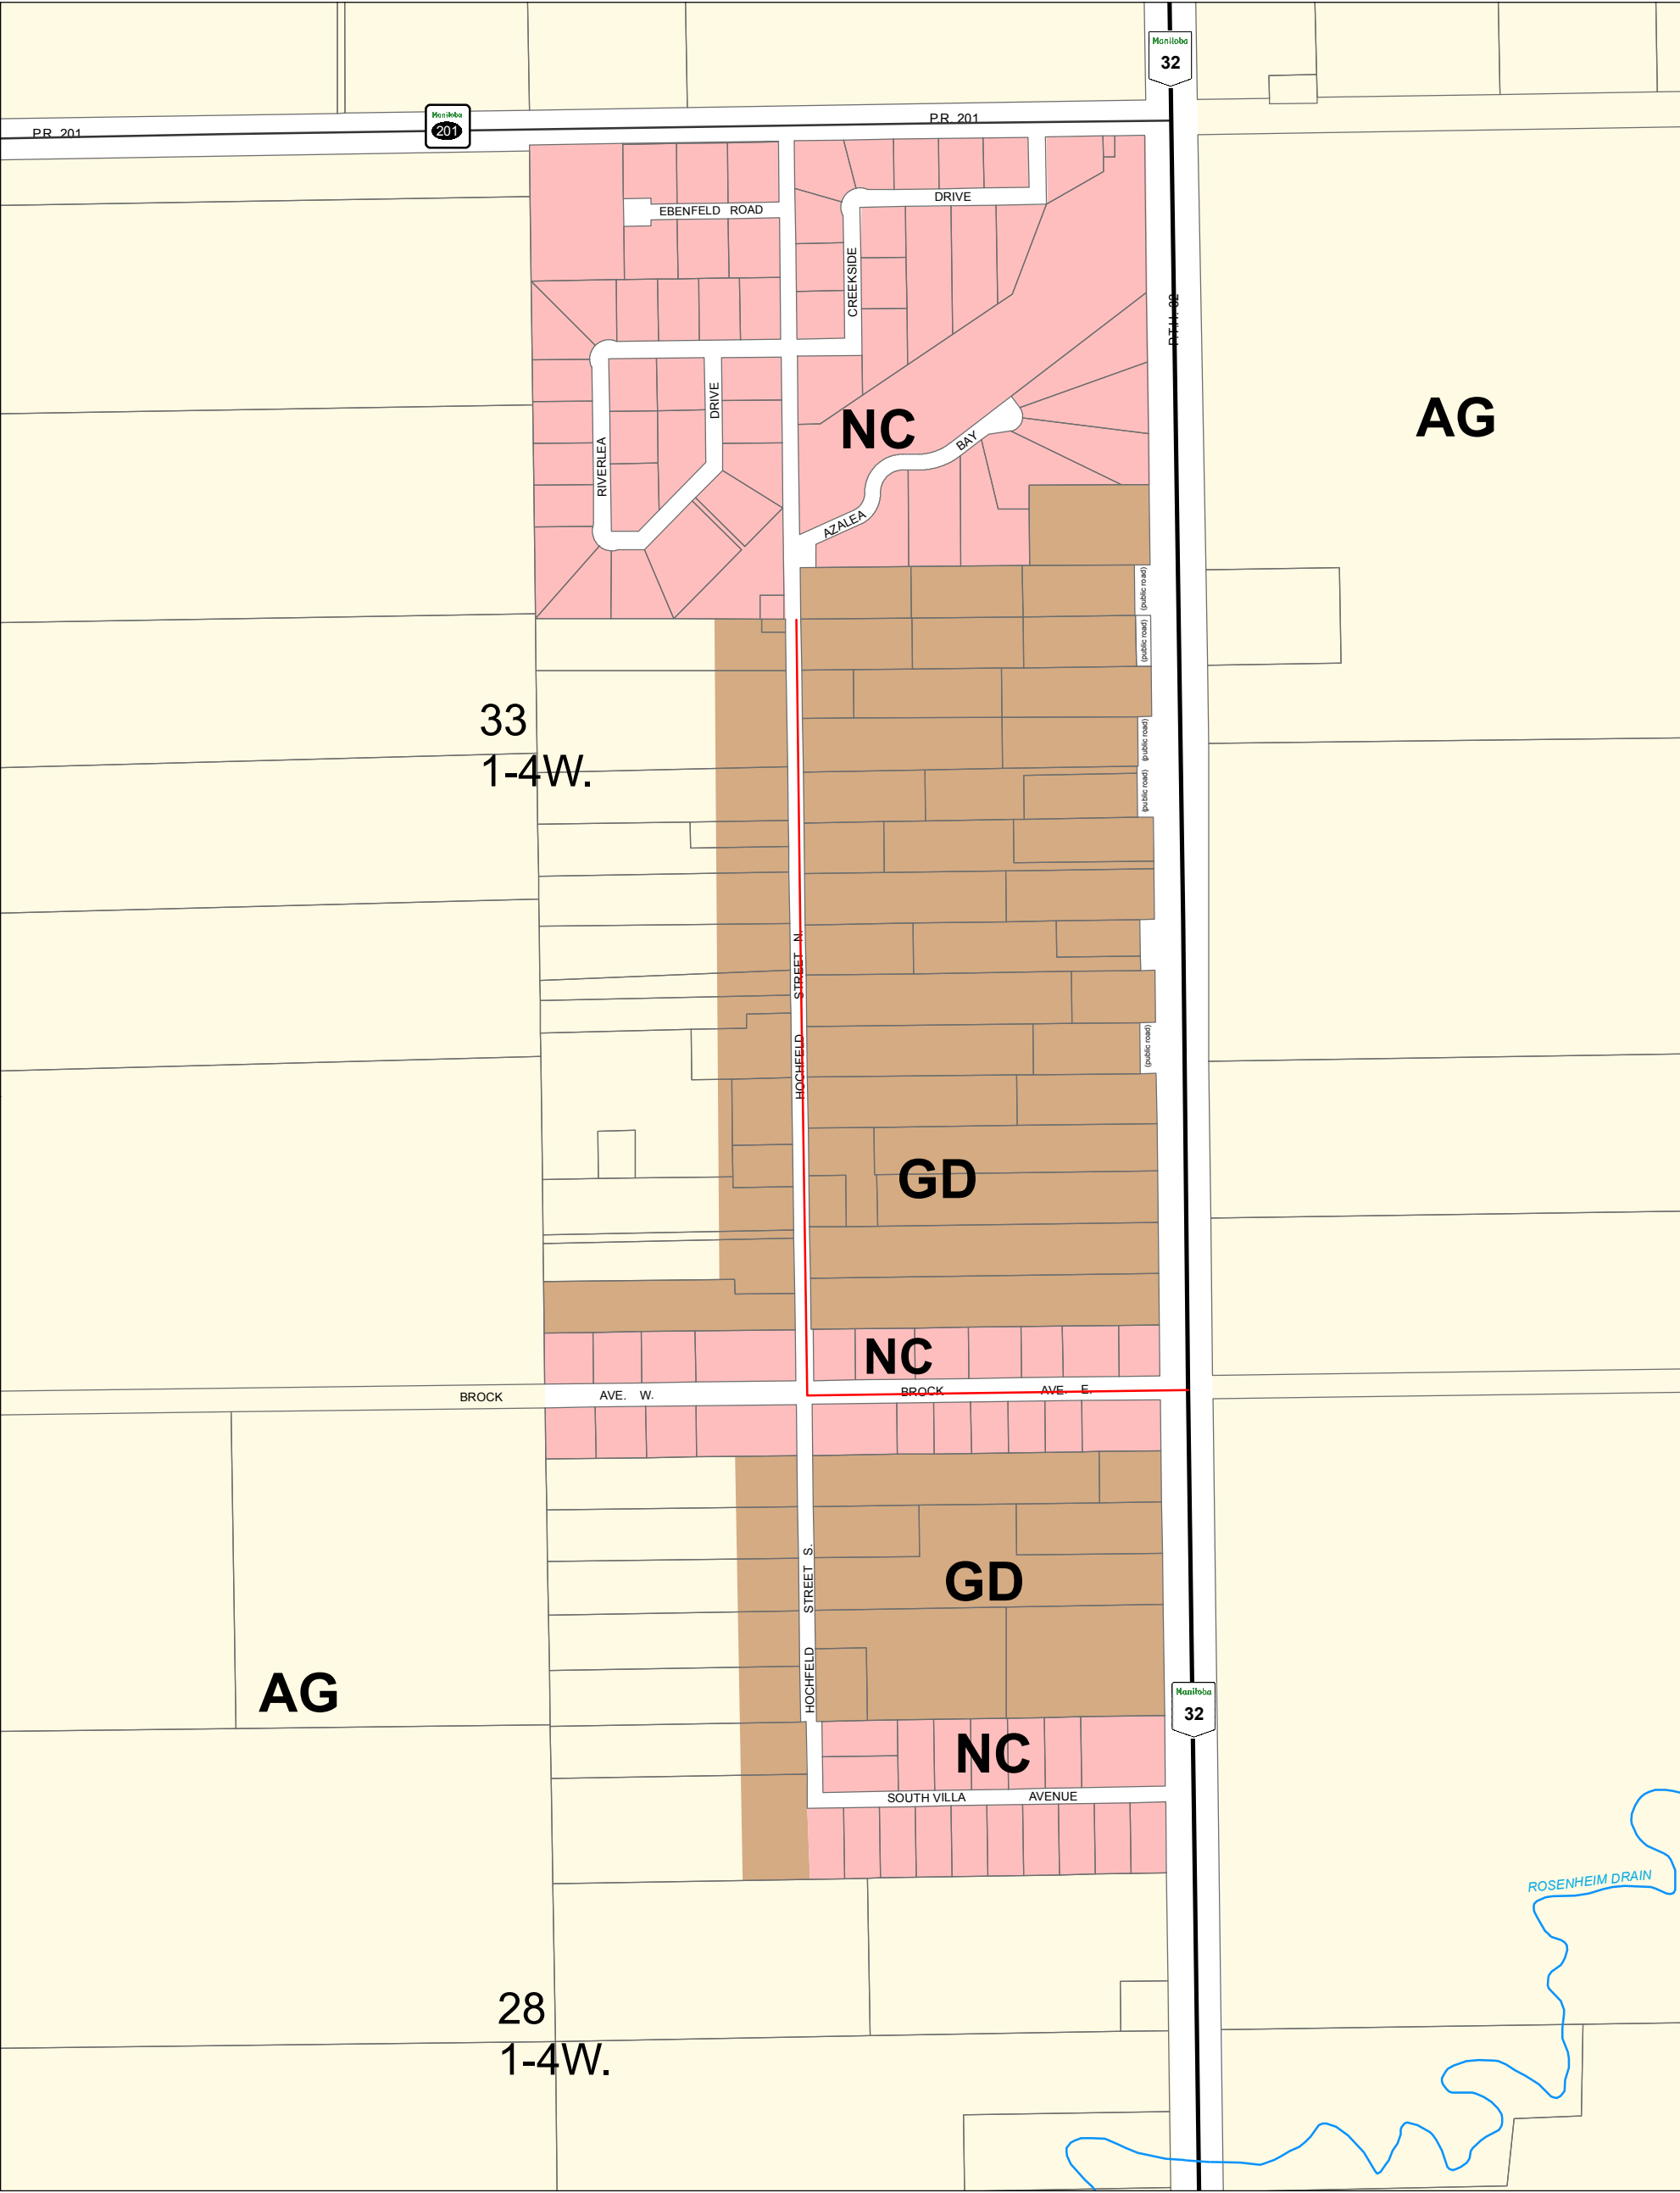 Manitoba
32
P.R. 201
Manitoba
201
P.R. 201
EBENFELD ROAD
DRIVE
CREEKSIDE
P.T.H. 32
DRIVE
NC
AG
RIVERLEA
BAY
AZALEA
(public road)
(public road)
33
1-4W.
(public road)
(public road)
HOCHFELD STREET N.
(public road)
GD
NC
BROCK AVE. W.
BROCK AVE. E.
HOCHFELD STREET S.
GD
AG
Manitoba
32
NC
SOUTH VILLA AVENUE
ROSENHEIM DRAIN
28
1-4W.